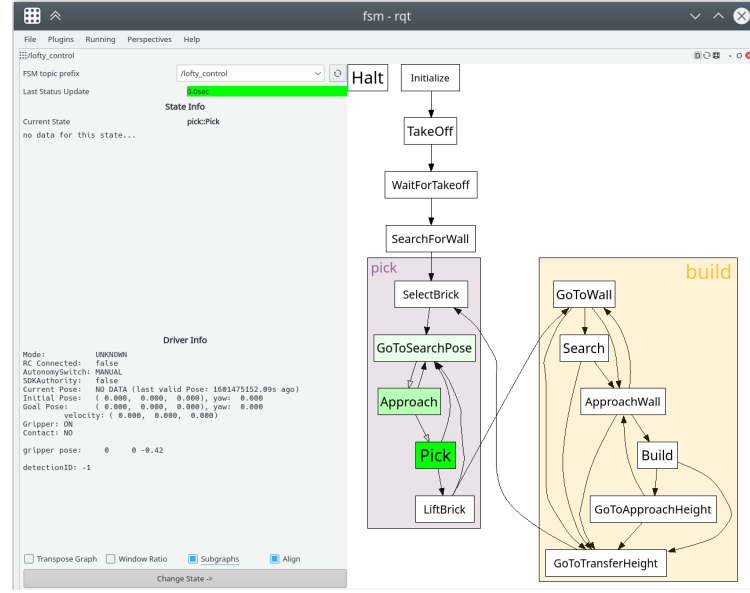 fsm - rqt
File Plugins Running Perspectives Help
/lofty_control
D
- O
FSM topic prefix
/lofty_control
Last Status Update
0.0sec
State Info
Current State
pick::Pick
no data for this state...
Driver Info
Mode: UNKNOWN
RC Connected: false
AutonomySwitch: MANUAL
SDKAuthority: false
Current Pose: NO DATA (last valid Pose: 1601475152.09s ago)
Initial Pose: ( 0.000, 0.000, 0.000), yaw: 0.000
Goal Pose: ( 0.000, 0.000, 0.000), yaw: 0.000
velocity: ( 0.000, 0.000, 0.000)
Gripper: ON
Contact: NO
gripper pose: 0 0 -0.42
detectionID: -1
Transpose Graph
Window Ratio
Subgraphs
Align
Change State ->
Halt
Initialize
TakeOff
WaitForTakeoff
SearchForWall
pick
SelectBrick
GoToSearchPose
Approach
Pick
LiftBrick
build
GoToWall
Search
ApproachWall
Build
GoToApproachHeight
GoToTransferHeight